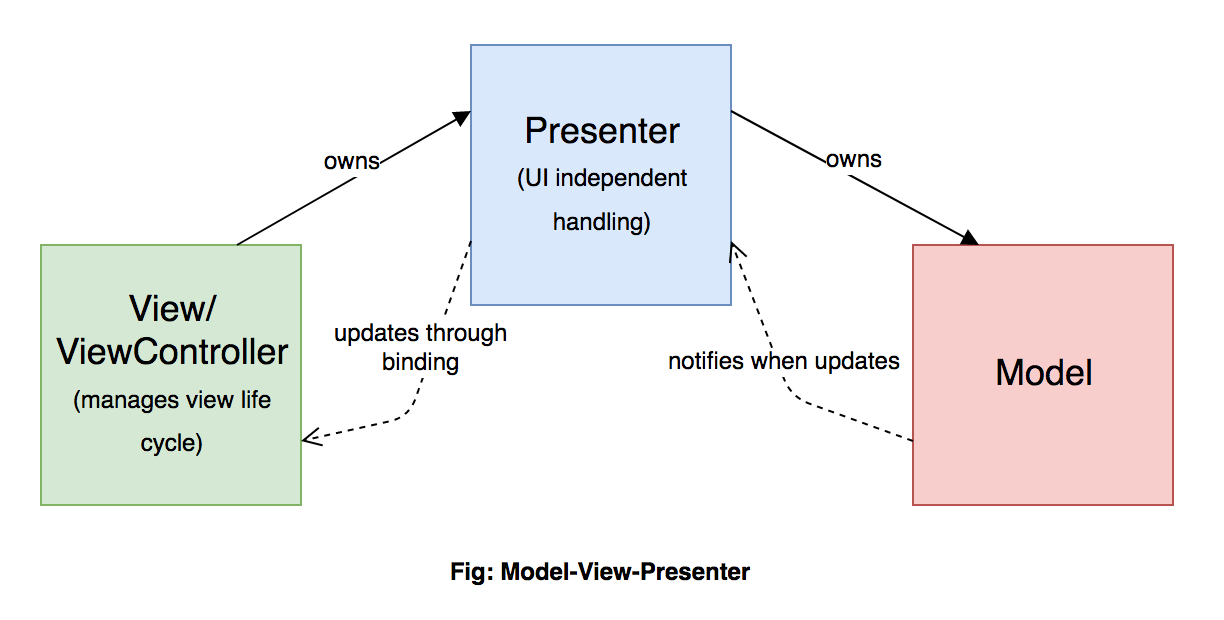 Presenter
(UI independent
handling)
owns
owns
View/
ViewController
(manages view life
cycle)
updates through
binding
notifies when updates
Model
Fig: Model-View-Presenter